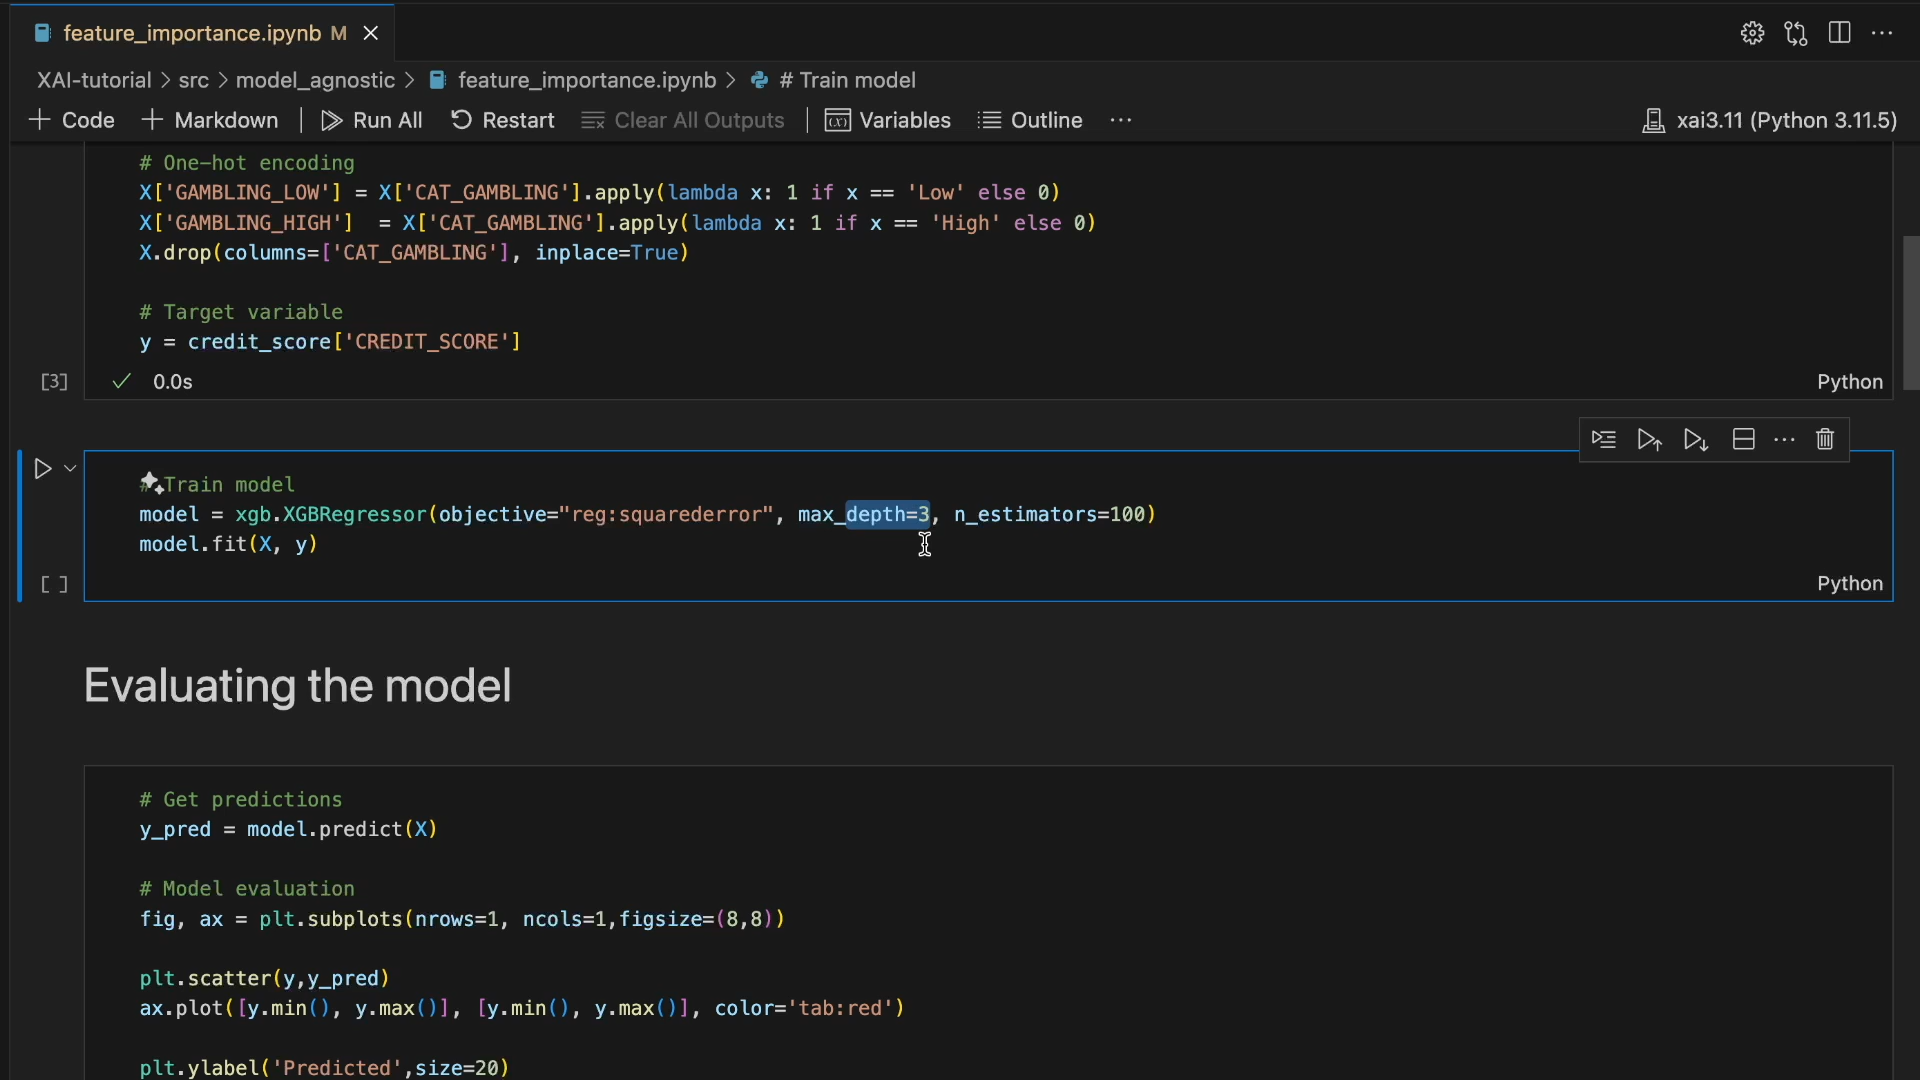 feature_importance.ipynb M
XAI-tutorial > src > model_agnostic > feature_importance.ipynb > # Train model
+ Code + Markdown | Run All Restart Clear All Outputs | Variables Outline ...
xai3.11 (Python 3.11.5)
# One-hot encoding
X['GAMBLING_LOW'] = X['CAT_GAMBLING'].apply(lambda x: 1 if x == 'Low' else 0)
X['GAMBLING_HIGH']  = X['CAT_GAMBLING'].apply(lambda x: 1 if x == 'High' else 0)
X.drop(columns=['CAT_GAMBLING'], inplace=True)
# Target variable
y = credit_score['CREDIT_SCORE']
[3] 0.0s Python
# Train model
model = xgb.XGBRegressor(objective="reg:squarederror", max_depth=3, n_estimators=100)
model.fit(X, y)
[ ] Python
Evaluating the model
# Get predictions
y_pred = model.predict(X)
# Model evaluation
fig, ax = plt.subplots(nrows=1, ncols=1,figsize=(8,8))
plt.scatter(y,y_pred)
ax.plot([y.min(), y.max()], [y.min(), y.max()], color='tab:red')
plt.ylabel('Predicted',size=20)